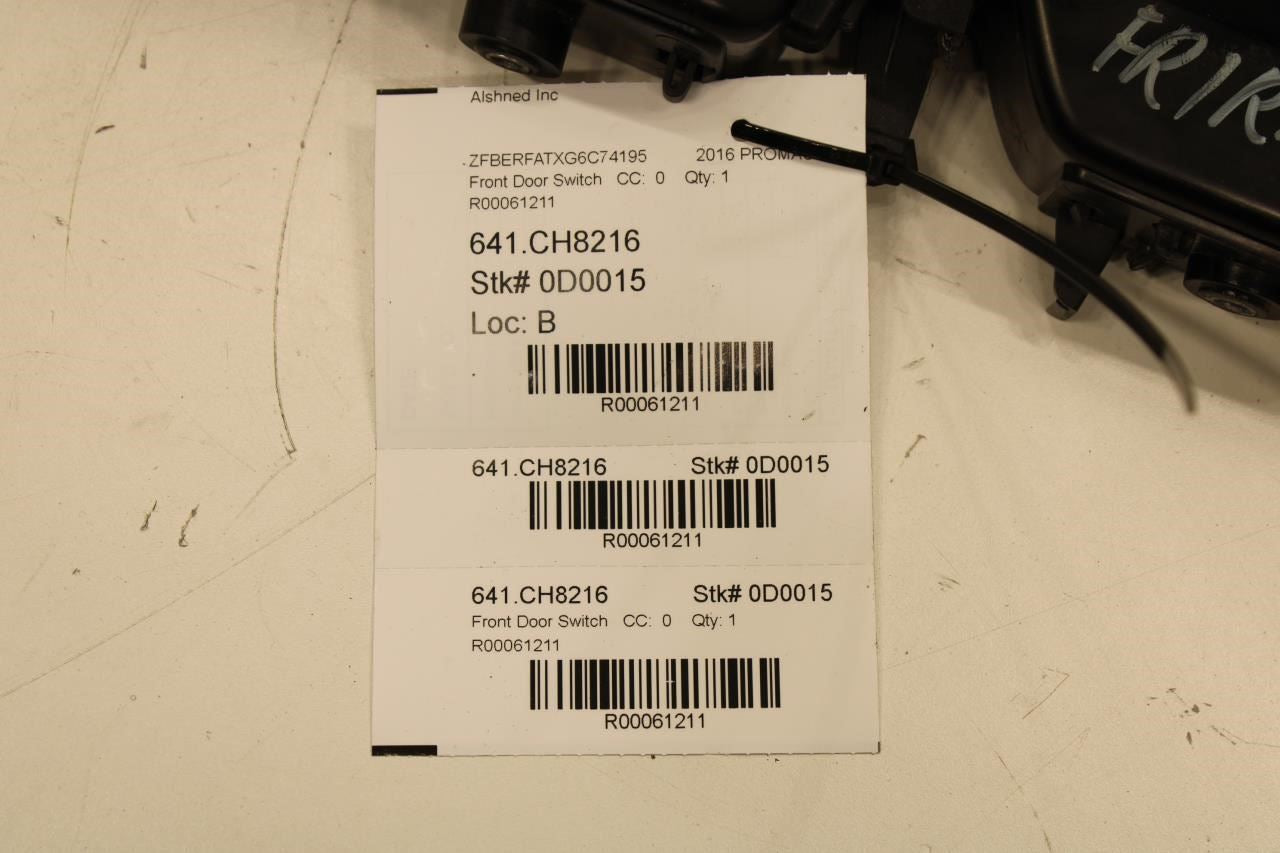 Alshned Inc
ZFBERFATXG6C74195 2016
Front Door Switch CC: 0 Qty: 1
R00061211
641.CH8216
Stk# 0D0015
Loc: B
R00061211
641.CH8216 Stk# 0D0015
R00061211
641.CH8216 Stk# 0D0015
Front Door Switch CC: 0 Qty: 1
R00061211
R00061211